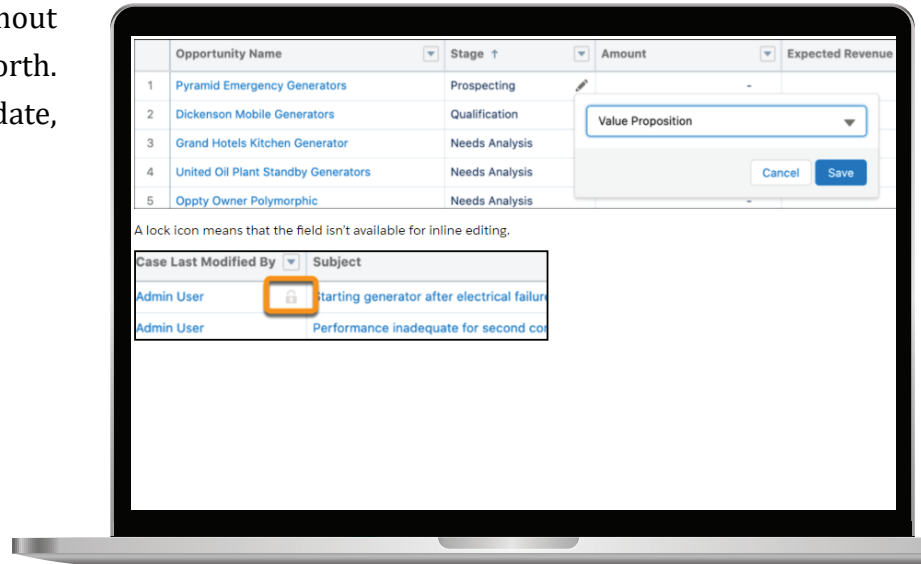 hout
orth.
date,
Opportunity Name Stage ↑ Amount Expected Revenue
1 Pyramid Emergency Generators Prospecting -
2 Dickenson Mobile Generators Qualification
Value Proposition
3 Grand Hotels Kitchen Generator Needs Analysis
4 United Oil Plant Standby Generators Needs Analysis
Cancel Save
5 Oppty Owner Polymorphic Needs Analysis -
A lock icon means that the field isn't available for inline editing.
Case Last Modified By Subject
Admin User Starting generator after electrical failure
Admin User Performance inadequate for second con